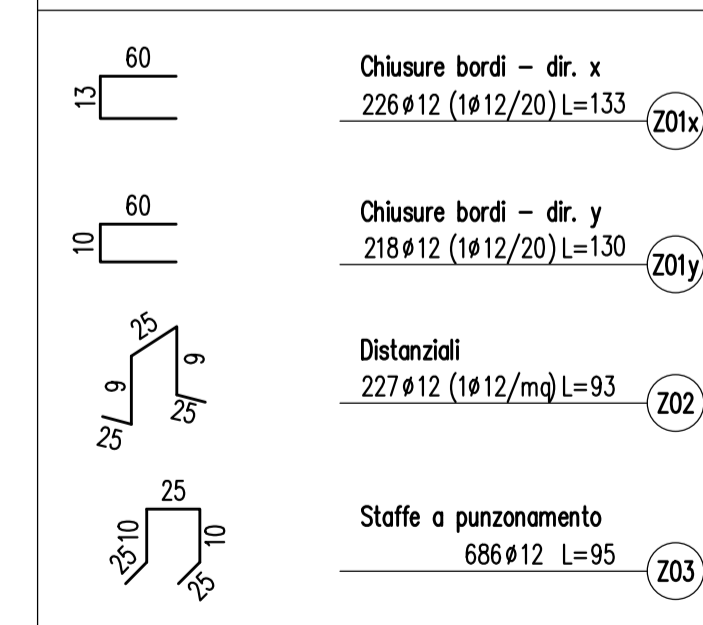 60
13
Chiusure bordi – dir. x
226ø12 (1ø12/20) L=133
Z01x
60
10
Chiusure bordi – dir. y
218ø12 (1ø12/20) L=130
Z01y
25
9
9
25
25
Distanziali
227ø12 (1ø12/mq) L=93
Z02
25
10
10
25
25
Staffe a punzonamento
686ø12 L=95
Z03